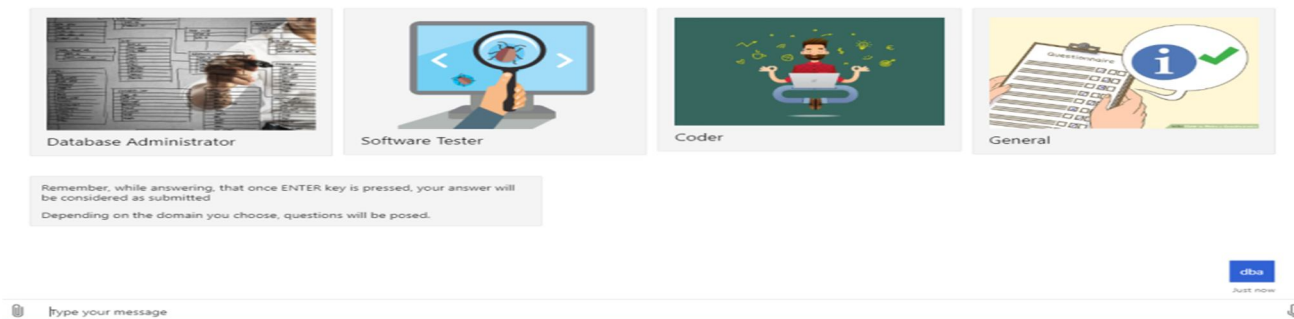 Database Administrator
Software Tester
Coder
Questionnaire
General
Remember, while answering, that once ENTER key is pressed, your answer will
be considered as submitted
Depending on the domain you choose, questions will be posed.
dba
Just now
Type your message